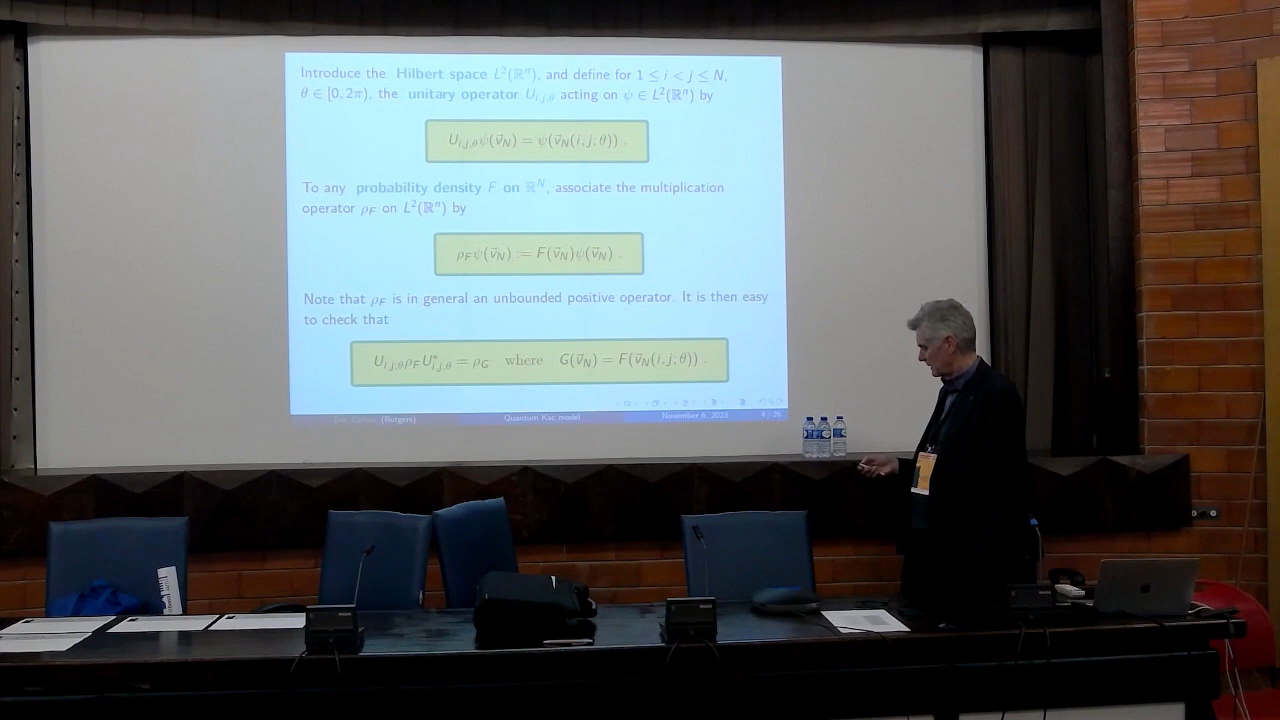 Introduce the Hilbert space L²(ℝⁿ), and define for 1 ≤ i < j ≤ N,
θ ∈ [0, 2π), the unitary operator U_{i,j,θ} acting on ψ ∈ L²(ℝⁿ) by
U_{i,j,θ}ψ(v⃗_N) = ψ(v⃗_N(i, j; θ)) .
To any probability density F on ℝᴺ, associate the multiplication
operator ρ_F on L²(ℝⁿ) by
ρ_Fψ(v⃗_N) := F(v⃗_N)ψ(v⃗_N) .
Note that ρ_F is in general an unbounded positive operator. It is then easy
to check that
U_{i,j;θ}ρ_F U*_{i,j,θ} = ρ_G where G(v⃗_N) = F(v⃗_N(i, j; θ)) .
(Rutgers) Quantum Kac model November 6, 2023 4 / 26